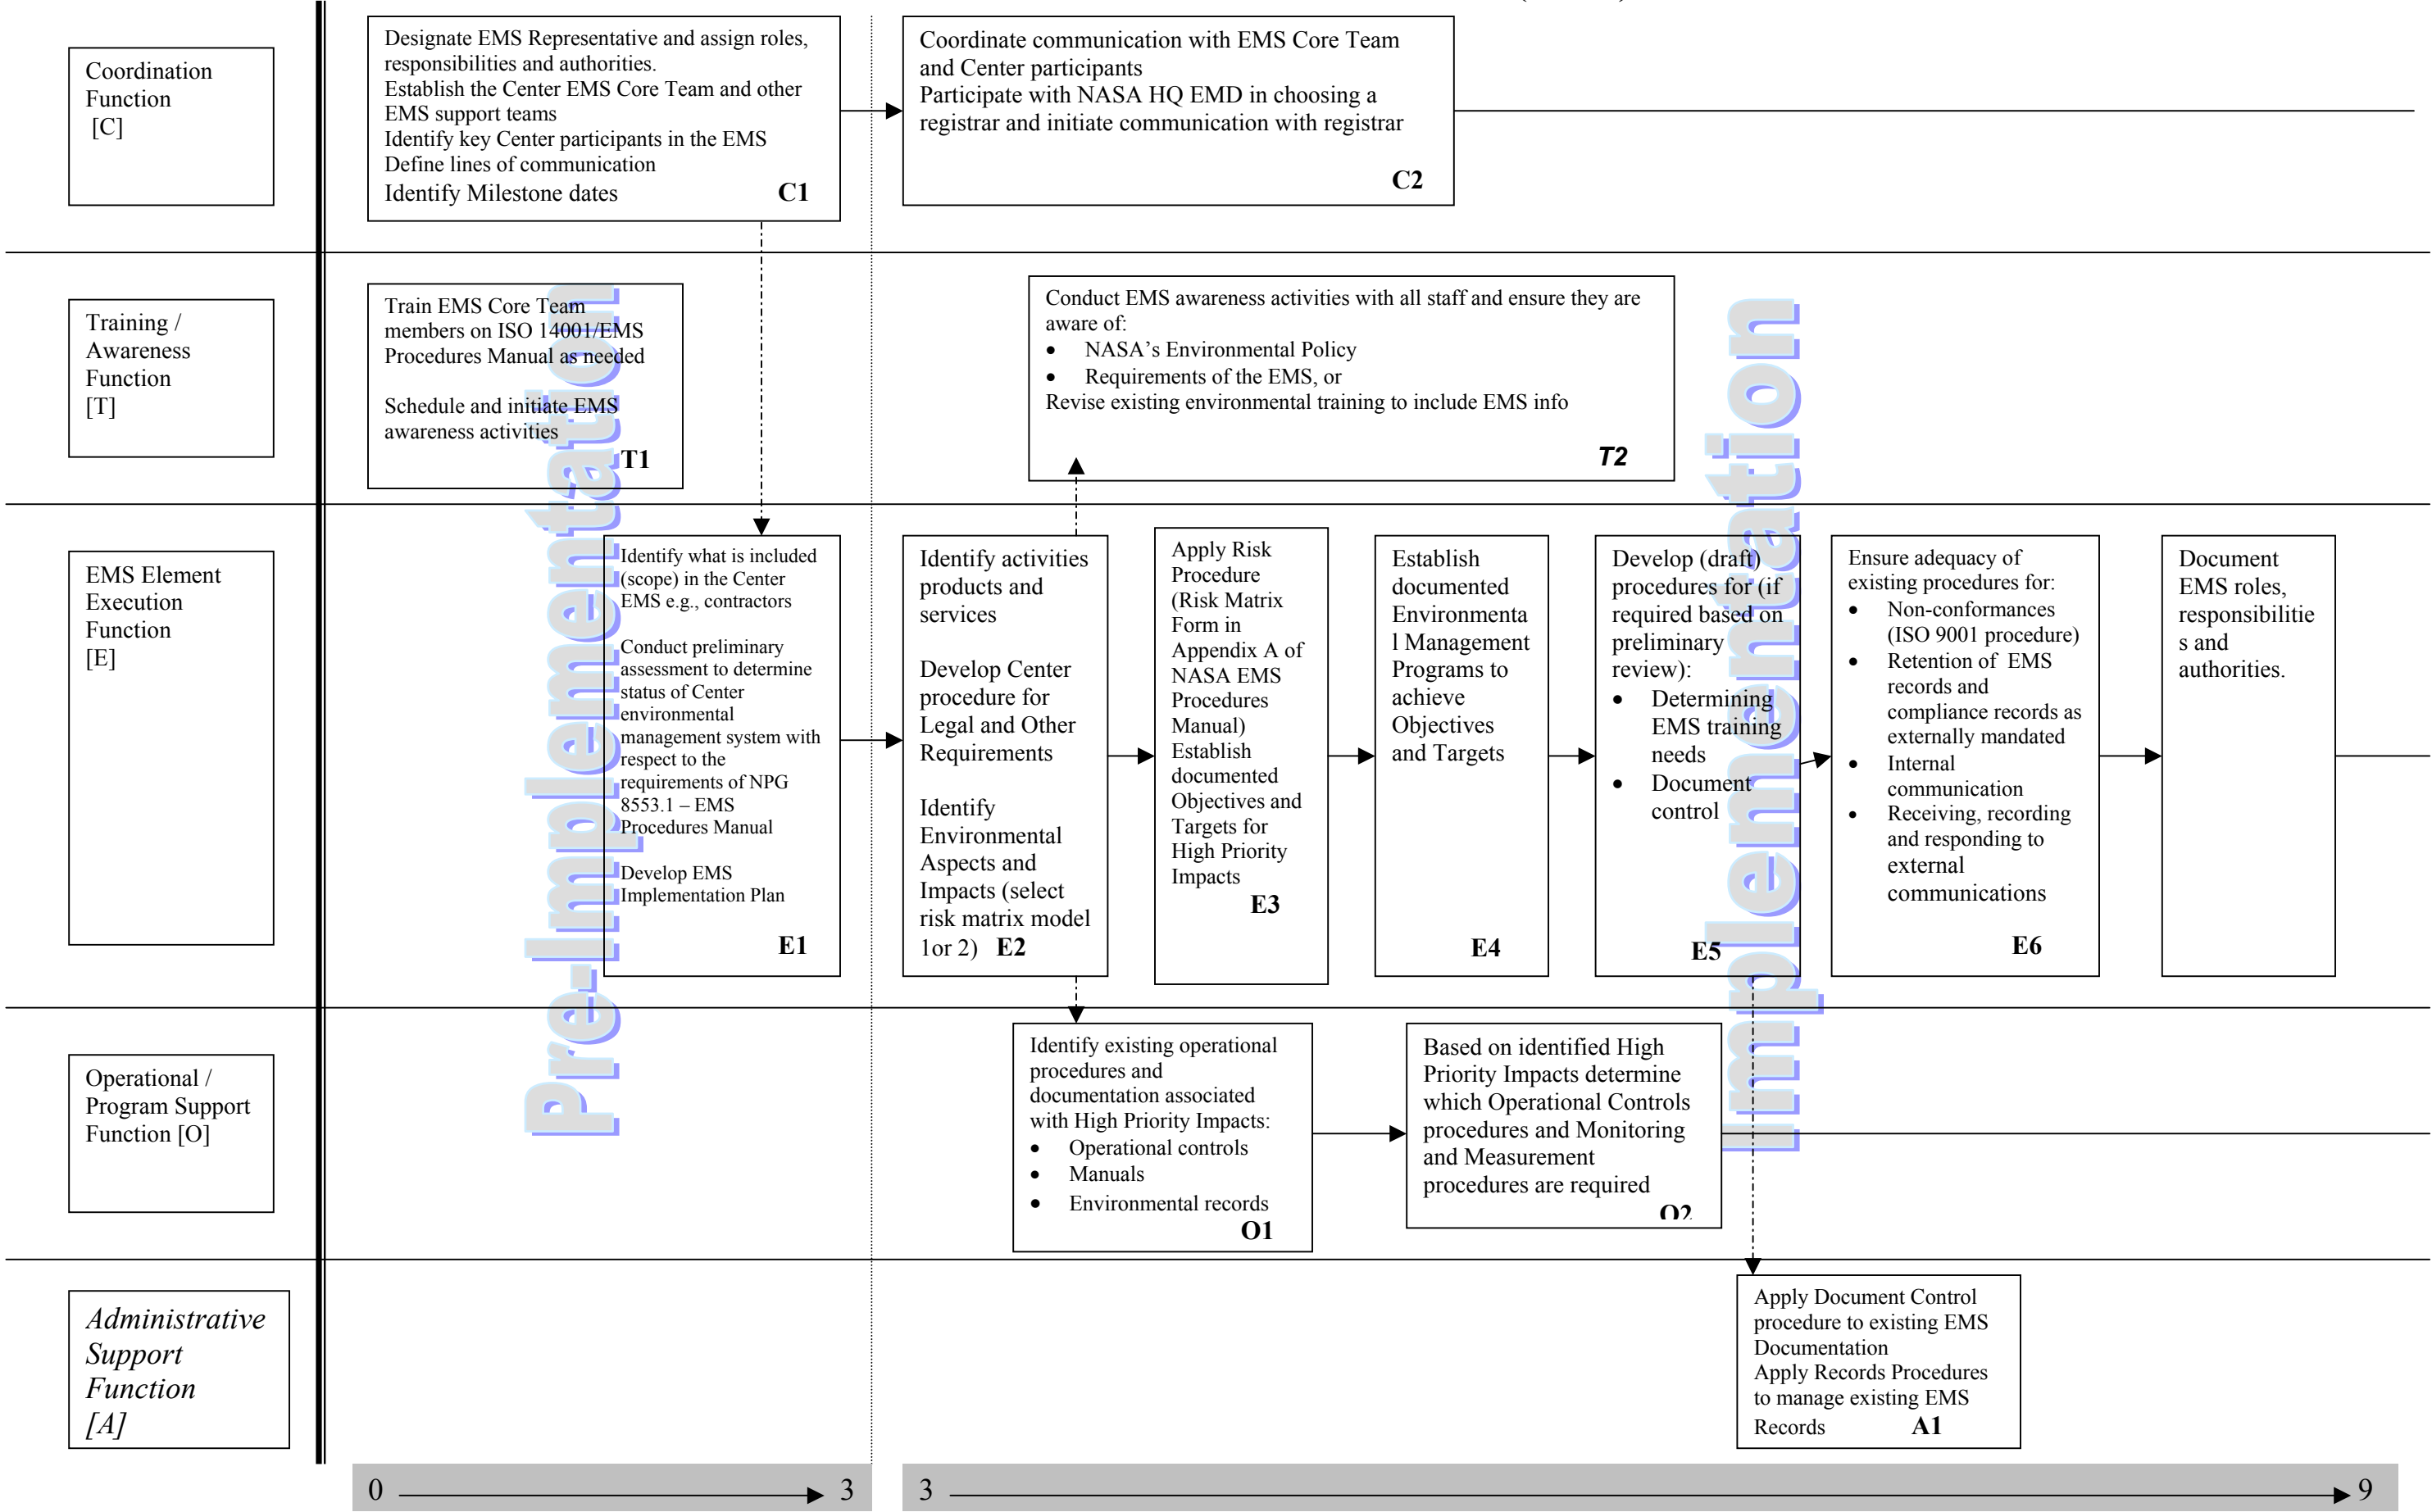 Coordination
Function
[C]
Designate EMS Representative and assign roles,
responsibilities and authorities.
Establish the Center EMS Core Team and other
EMS support teams
Identify key Center participants in the EMS
Define lines of communication
Identify Milestone dates C1
Coordinate communication with EMS Core Team
and Center participants
Participate with NASA HQ EMD in choosing a
registrar and initiate communication with registrar
C2
Training /
Awareness
Function
[T]
Train EMS Core Team
members on ISO 14001/EMS
Procedures Manual as needed
Schedule and initiate EMS
awareness activities
T1
Conduct EMS awareness activities with all staff and ensure they are
aware of:
• NASA's Environmental Policy
• Requirements of the EMS, or
Revise existing environmental training to include EMS info
T2
Pre-Implementation
Implementation
EMS Element
Execution
Function
[E]
Identify what is included
(scope) in the Center
EMS e.g., contractors
Conduct preliminary
assessment to determine
status of Center
environmental
management system with
respect to the
requirements of NPG
8553.1 – EMS
Procedures Manual
Develop EMS
Implementation Plan
E1
Identify activities
products and
services
Develop Center
procedure for
Legal and Other
Requirements
Identify
Environmental
Aspects and
Impacts (select
risk matrix model
1or 2) E2
Apply Risk
Procedure
(Risk Matrix
Form in
Appendix A of
NASA EMS
Procedures
Manual)
Establish
documented
Objectives and
Targets for
High Priority
Impacts
E3
Establish
documented
Environmenta
l Management
Programs to
achieve
Objectives
and Targets
E4
Develop (draft)
procedures for (if
required based on
preliminary
review):
• Determining
EMS training
needs
• Document
control
E5
Ensure adequacy of
existing procedures for:
• Non-conformances
(ISO 9001 procedure)
• Retention of EMS
records and
compliance records as
externally mandated
• Internal
communication
• Receiving, recording
and responding to
external
communications
E6
Document
EMS roles,
responsibilitie
s and
authorities.
Operational /
Program Support
Function [O]
Identify existing operational
procedures and
documentation associated
with High Priority Impacts:
• Operational controls
• Manuals
• Environmental records
O1
Based on identified High
Priority Impacts determine
which Operational Controls
procedures and Monitoring
and Measurement
procedures are required
O2
Administrative
Support
Function
[A]
Apply Document Control
procedure to existing EMS
Documentation
Apply Records Procedures
to manage existing EMS
Records A1
0 3 3 9